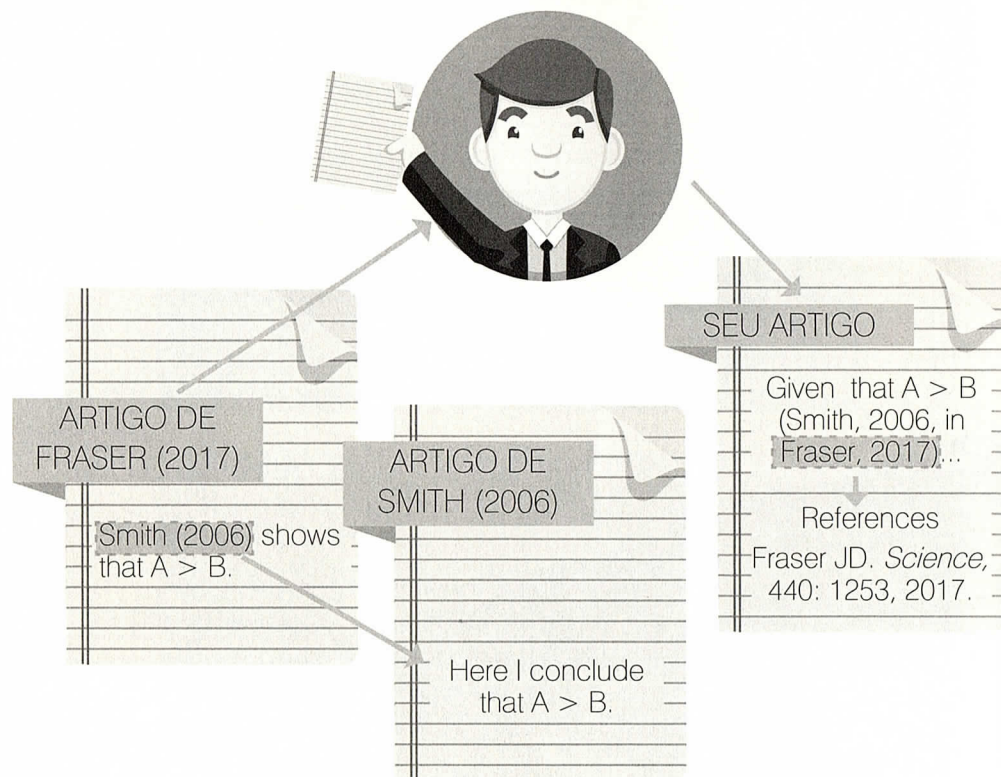 ARTIGO DE
FRASER (2017)
Smith (2006) shows
that A > B.
ARTIGO DE
SMITH (2006)
Here I conclude
that A > B.
SEU ARTIGO
Given that A > B
(Smith, 2006, in
Fraser, 2017)...
References
Fraser JD. Science,
440: 1253, 2017.